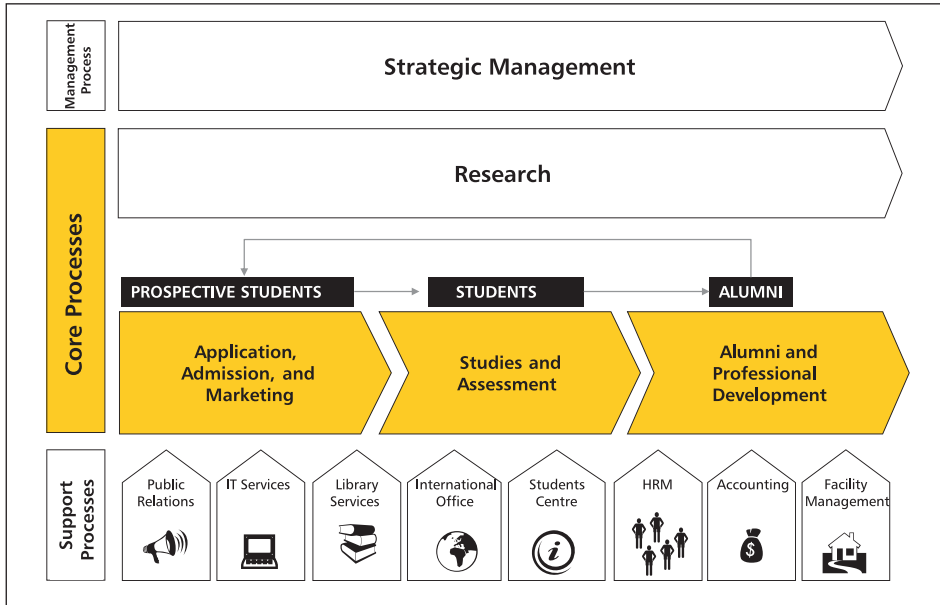 Management
Process
Strategic Management
Core Processes
Research
PROSPECTIVE STUDENTS
STUDENTS
ALUMNI
Application,
Admission, and
Marketing
Studies and
Assessment
Alumni and
Professional
Development
Support
Processes
Public
Relations
IT Services
Library
Services
International
Office
Students
Centre
HRM
Accounting
Facility
Management
i
$